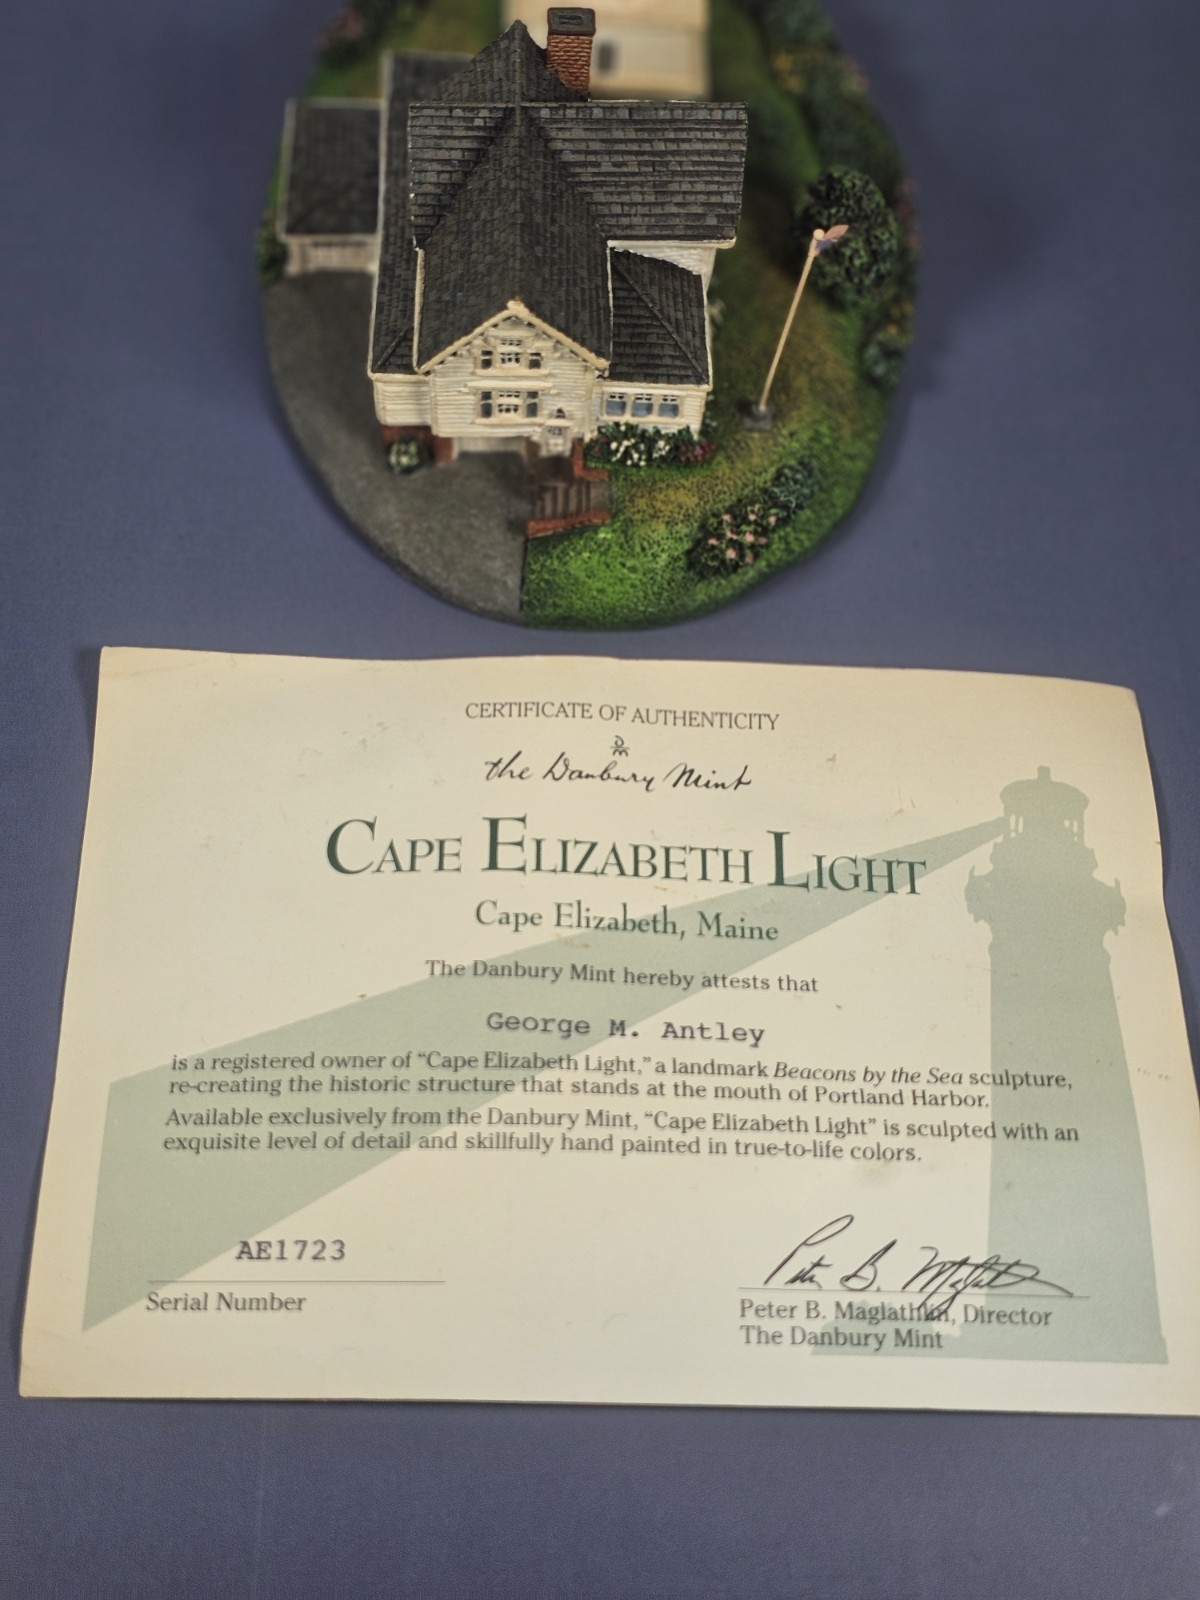 CERTIFICATE OF AUTHENTICITY
DM
the Danbury Mint
CAPE ELIZABETH LIGHT
Cape Elizabeth, Maine
The Danbury Mint hereby attests that
George M. Antley
is a registered owner of “Cape Elizabeth Light,” a landmark Beacons by the Sea sculpture,
re-creating the historic structure that stands at the mouth of Portland Harbor.
Available exclusively from the Danbury Mint, “Cape Elizabeth Light” is sculpted with an
exquisite level of detail and skillfully hand painted in true-to-life colors.
AE1723
Serial Number
Peter B. Maglathlin
Peter B. Maglathlin, Director
The Danbury Mint